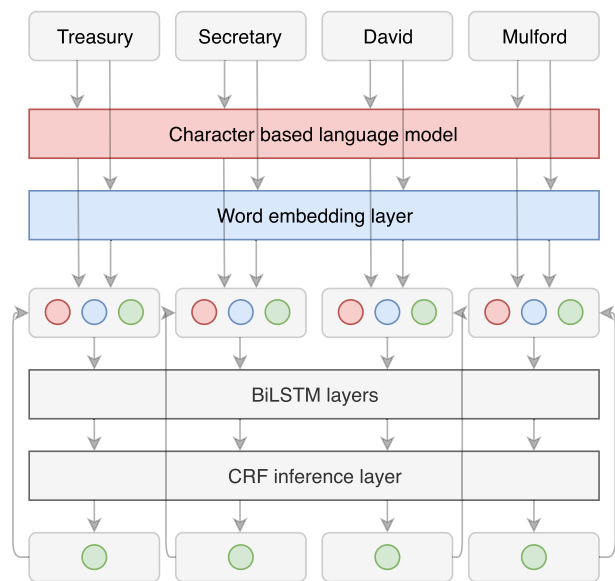 Treasury Secretary David Mulford
Character based language model
Word embedding layer
BiLSTM layers
CRF inference layer